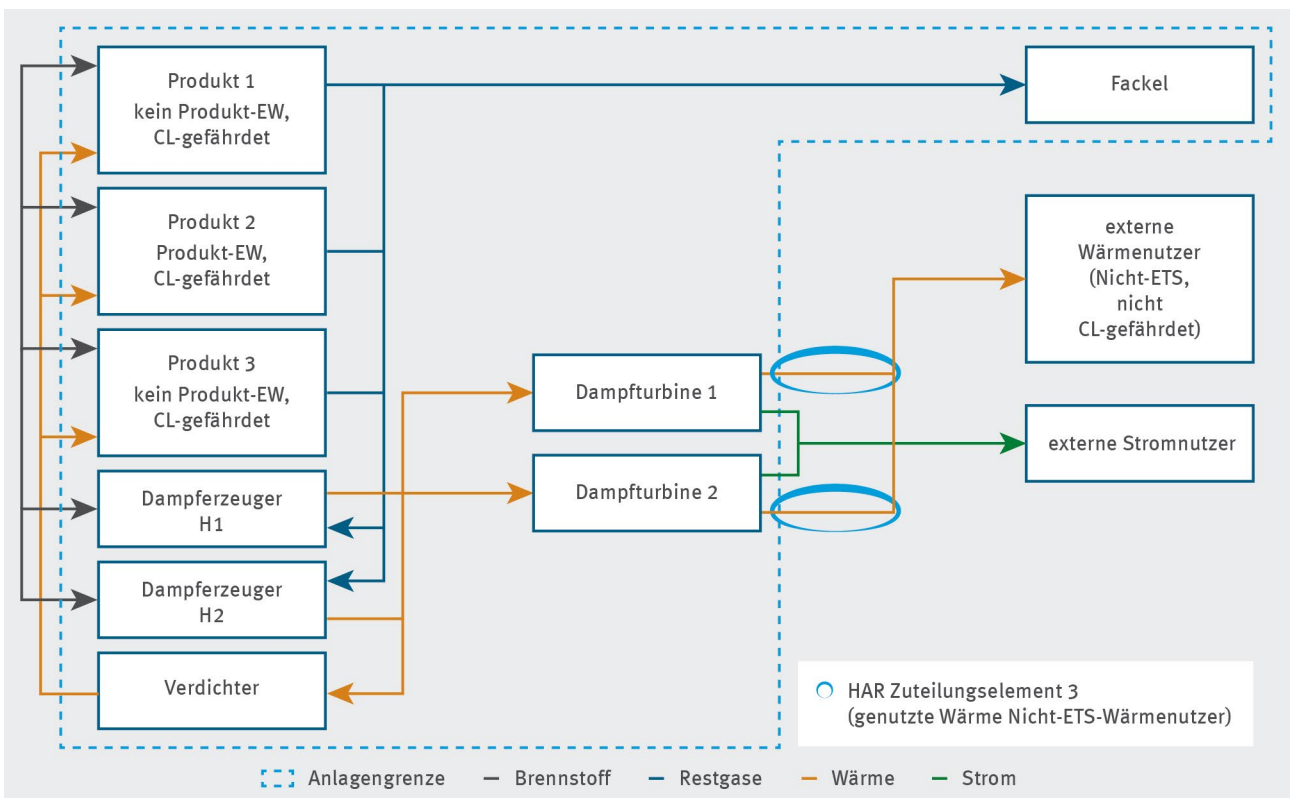 Produkt 1
kein Produkt-EW,
CL-gefährdet
Fackel
Produkt 2
Produkt-EW,
CL-gefährdet
externe
Wärmenutzer
(Nicht-ETS,
nicht
CL-gefährdet)
Produkt 3
kein Produkt-EW,
CL-gefährdet
Dampfturbine 1
externe Stromnutzer
Dampferzeuger
H1
Dampfturbine 2
Dampferzeuger
H2
Verdichter
HAR Zuteilungselement 3
(genutzte Wärme Nicht-ETS-Wärmenutzer)
Anlagengrenze
Brennstoff
Restgase
Wärme
Strom